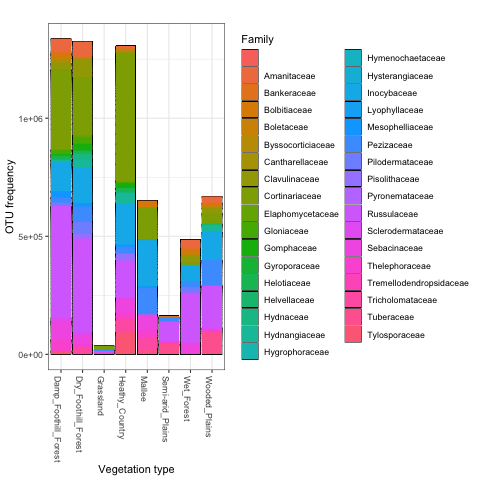 Family
Amanitaceae
Bankeraceae
Bolbitiaceae
Boletaceae
Byssocorticiaceae
Cantharellaceae
Clavulinaceae
Cortinariaceae
Elaphomycetaceae
Gloniaceae
Gomphaceae
Gyroporaceae
Helotiaceae
Helvellaceae
Hydnaceae
Hydnangiaceae
Hygrophoraceae
Hymenochaetaceae
Hysterangiaceae
Inocybaceae
Lyophyllaceae
Mesophelliaceae
Pezizaceae
Pilodermataceae
Pisolithaceae
Pyronemataceae
Russulaceae
Sclerodermataceae
Sebacinaceae
Thelephoraceae
Tremellodendropsidaceae
Tricholomataceae
Tuberaceae
Tylosporaceae
OTU frequency
1e+06
5e+05
0e+00
Damp_Foothill_Forest
Dry_Foothill_Forest
Grassland
Heathy_Country
Mallee
Semi-arid_Plains
Wet_Forest
Wooded_Plains
Vegetation type